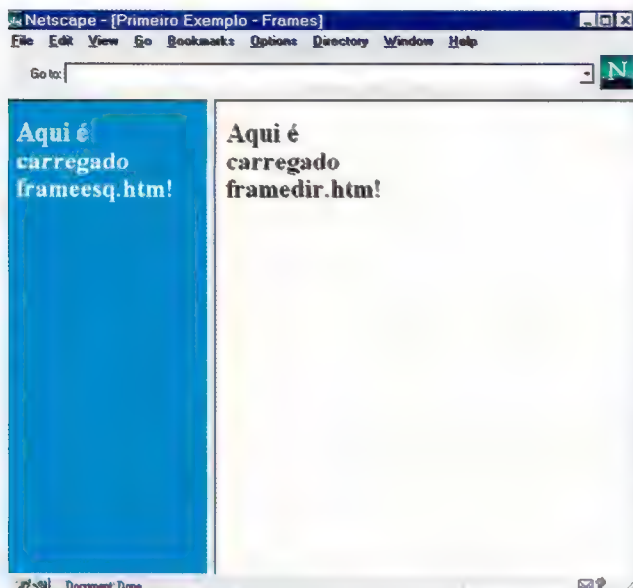 Netscape - [Primeiro Exemplo - Frames]
File Edit View Go Bookmarks Options Directory Window Help
Go to:
N
Aqui é
carregado
frameesq.htm!
Aqui é
carregado
framedir.htm!
Document: Done